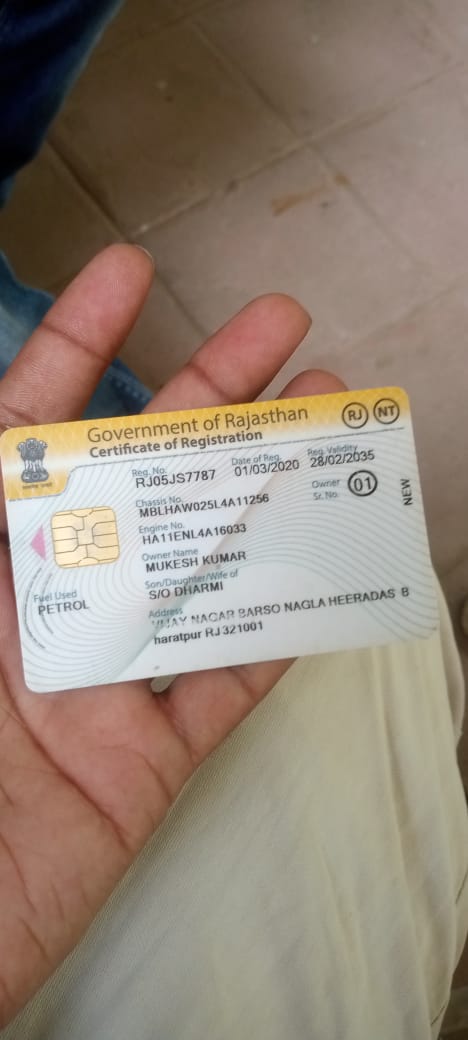 Government of Rajasthan
Certificate of Registration
RJ NT
Reg. No. Date of Reg. Reg. Validity
RJ05JS7787 01/03/2020 28/02/2035
Chassis No. Owner
MBLHAW025L4A11256 Sr. No. 01
Engine No.
HA11ENL4A16033
NEW
Owner Name
MUKESH KUMAR
Son/Daughter/Wife of
S/O DHARMI
Fuel Used
PETROL
Address
VIJAY NAGAR BARSO NAGLA HEERADAS B
haratpur RJ 321001